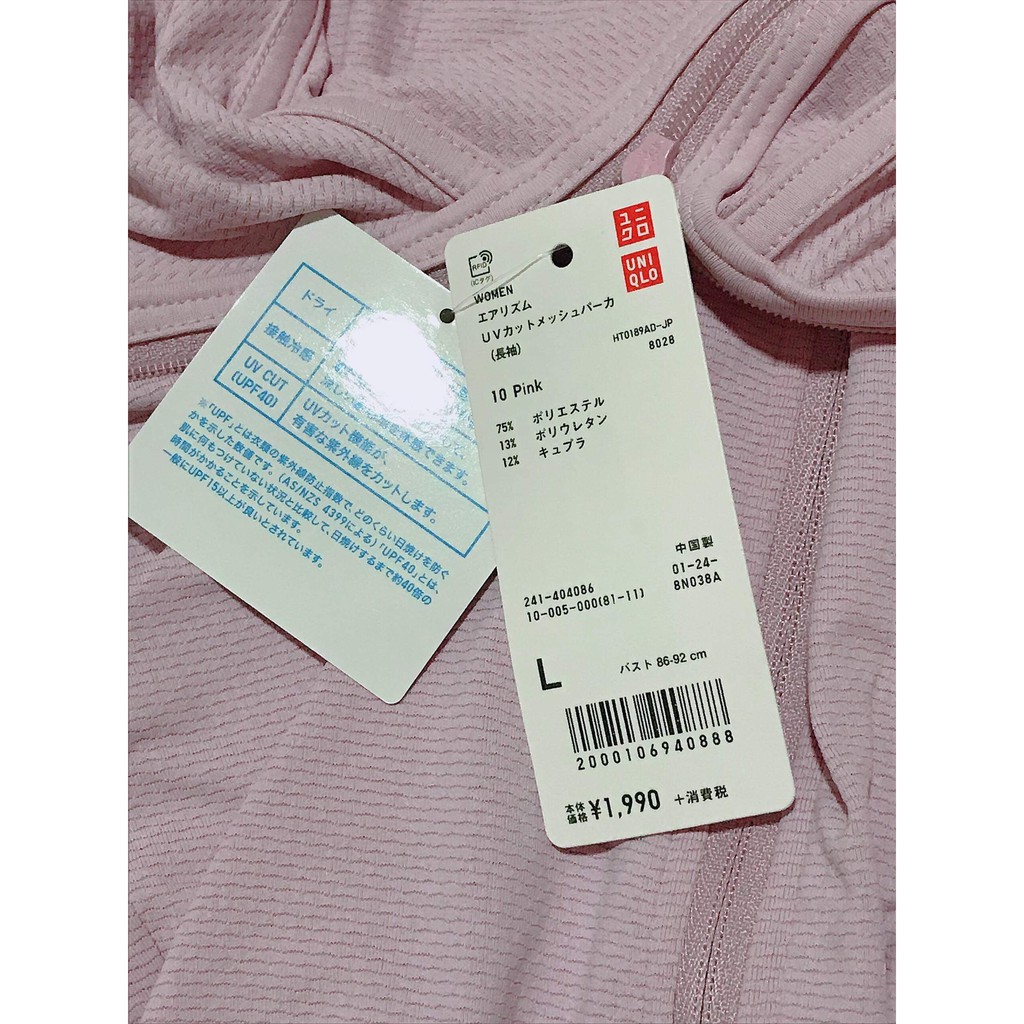 ドライ
接触冷感
UV CUT
(UPF40)
UVカット機能が、
有害な紫外線をカットします。
※「UPF」とは衣類の紫外線防止指数で、どのくらい日焼けを防ぐ
かを示した数値です。(AS/NZS 4399による)「UPF40」とは、
肌に何もつけていない状況と比較して、日焼けするまで約40倍の
時間がかかることを示しています。
一般にUPF15以上が良いとされています。
RFID
(ICタグ)
ユニ
クロ
UNI
QLO
WOMEN
エアリズム
UVカットメッシュパーカ
(長袖)
HT0189AD-JP
8028
10 Pink
75% ポリエステル
13% ポリウレタン
12% キュプラ
中国製
241-404086 01-24-
10-005-000(81-11) 8N038A
L バスト 86-92 cm
2000106940888
本体
価格 ¥1,990 +消費税